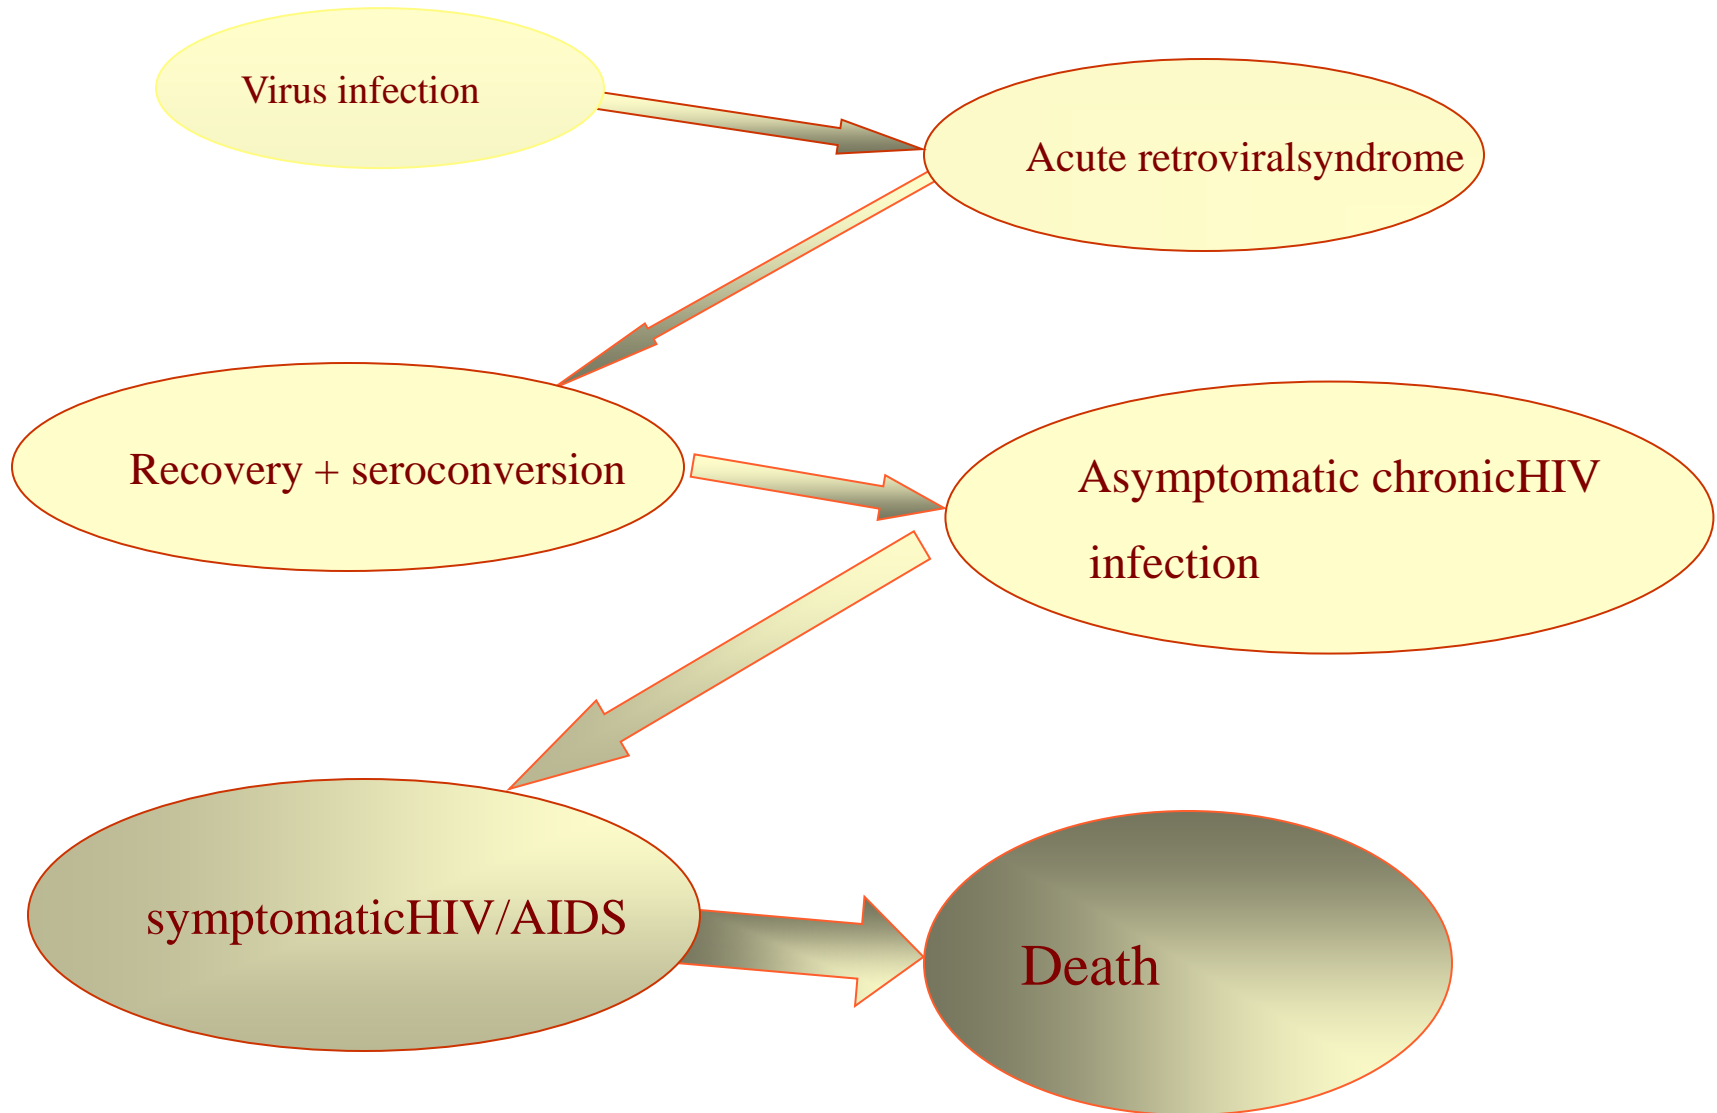 Virus infection
Acute retroviralsyndrome
Recovery + seroconversion
Asymptomatic chronicHIV
infection
symptomaticHIV/AIDS
Death